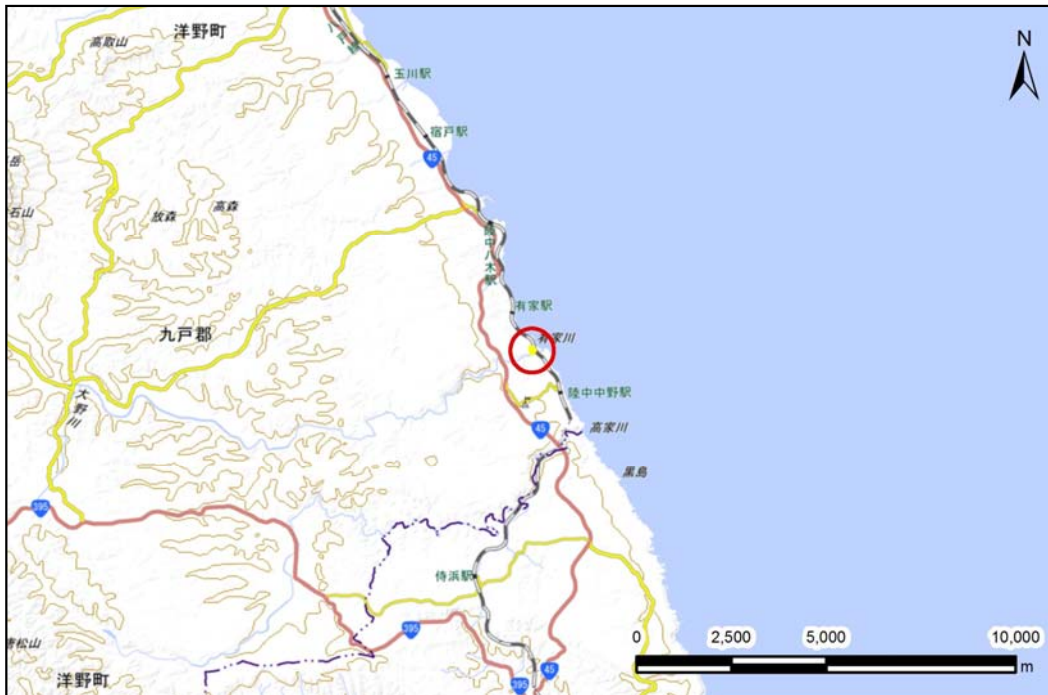 洋野町
高取山
N
玉川駅
宿戸駅
45
岳
石山
放森
高森
陸中八木駅
有家駅
有家川
九戸郡
陸中中野駅
大野川
45
高家川
黒島
395
侍浜駅
395
45
395
洋野町
0 2,500 5,000 10,000
m